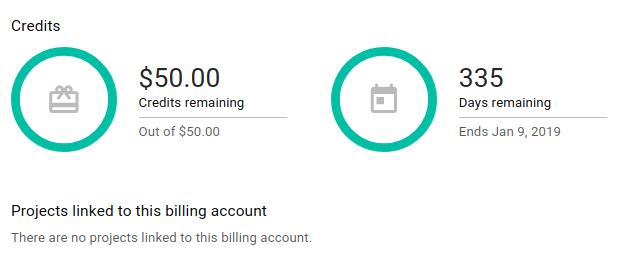 Credits
$50.00
Credits remaining
Out of $50.00
335
Days remaining
Ends Jan 9, 2019
Projects linked to this billing account
There are no projects linked to this billing account.